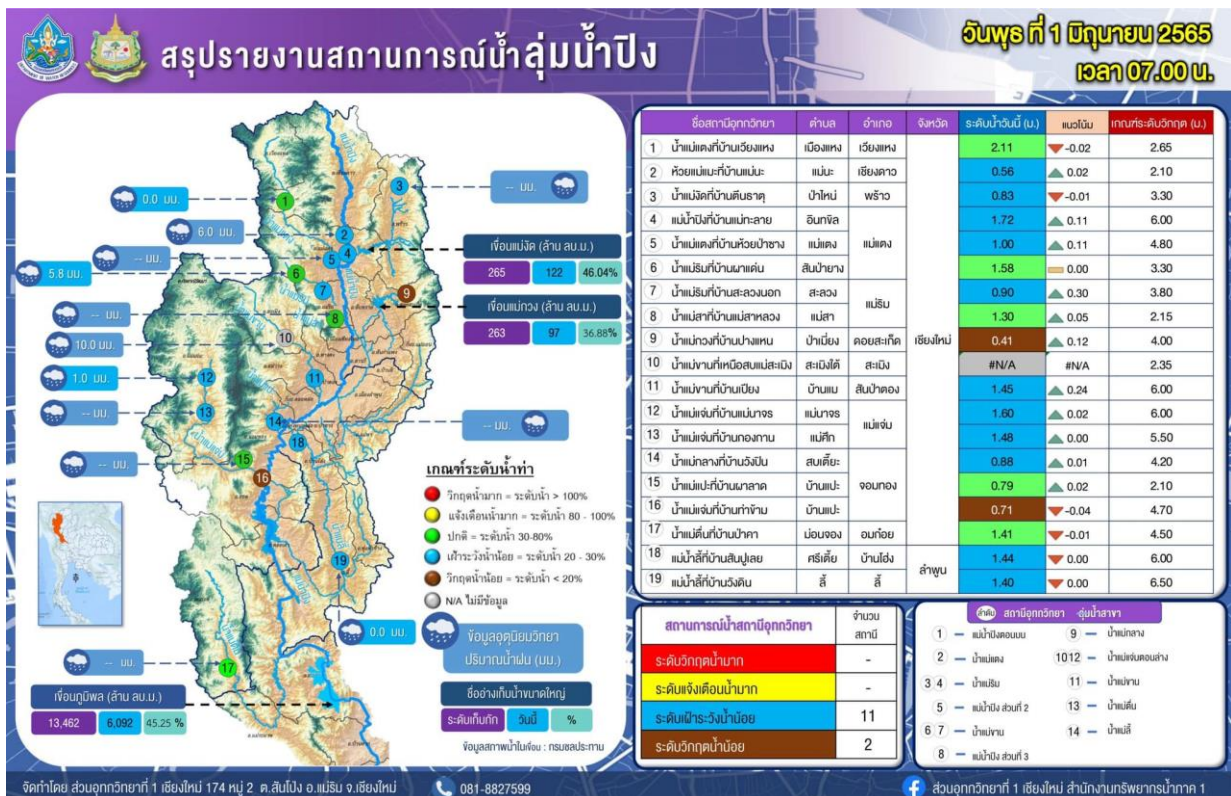 สรุปรายงานสถานการณ์น้ำลุ่มน้ำปิง
วันพุธ ที่ 1 มิถุนายน 2565
เวลา 07.00 น.
0.0 มม.
6.0 มม.
-- มม.
5.8 มม.
-- มม.
10.0 มม.
1.0 มม.
-- มม.
-- มม.
-- มม.
-- มม.
-- มม.
0.0 มม.
เขื่อนแม่งัด (ล้าน ลบ.ม.)
265 122 46.04%
เขื่อนแม่กวง (ล้าน ลบ.ม.)
263 97 36.88%
เกณฑ์ระดับน้ำท่า
วิกฤตน้ำมาก = ระดับน้ำ > 100%
แจ้งเตือนน้ำมาก = ระดับน้ำ 80 - 100%
ปกติ = ระดับน้ำ 30-80%
เฝ้าระวังน้ำน้อย = ระดับน้ำ 20 - 30%
วิกฤตน้ำน้อย = ระดับน้ำ < 20%
N/A ไม่มีข้อมูล
ข้อมูลอุตุนิยมวิทยา
ปริมาณน้ำฝน (มม.)
ชื่ออ่างเก็บน้ำขนาดใหญ่
ระดับเก็บกัก วันนี้ %
ข้อมูลสภาพน้ำในเขื่อน : กรมชลประทาน
เขื่อนภูมิพล (ล้าน ลบ.ม.)
13,462 6,092 45.25 %
ชื่อสถานีอุทกวิทยา ตำบล อำเภอ จังหวัด ระดับน้ำวันนี้ (ม.) แนวโน้ม เกณฑ์ระดับวิกฤต (ม.)
1 น้ำแม่แตงที่บ้านเวียงแหง เมืองแหง เวียงแหง เชียงใหม่ 2.11 -0.02 2.65
2 ห้วยแม่แมะที่บ้านแม่นะ แม่นะ เชียงดาว 0.56 0.02 2.10
3 น้ำแม่งัดที่บ้านตีนธาตุ ป่าไหน่ พร้าว 0.83 -0.01 3.30
4 แม่น้ำปิงที่บ้านแม่กะลาย อินทขิล แม่แตง 1.72 0.11 6.00
5 น้ำแม่แตงที่บ้านห้วยป่าซาง แม่แตง 1.00 0.11 4.80
6 น้ำแม่ริมที่บ้านผาแด่น สันป่ายาง 1.58 0.00 3.30
7 น้ำแม่ริมที่บ้านสะลวงนอก สะลวง แม่ริม 0.90 0.30 3.80
8 น้ำแม่สาที่บ้านแม่สาหลวง แม่สา 1.30 0.05 2.15
9 น้ำแม่กวงที่บ้านปางแหน ป่าเมี่ยง ดอยสะเก็ด 0.41 0.12 4.00
10 น้ำแม่ขานที่เหนือสบแม่สะเมิง สะเมิงใต้ สะเมิง #N/A #N/A 2.35
11 น้ำแม่ขานที่บ้านเปียง บ้านแม สันป่าตอง 1.45 0.24 6.00
12 น้ำแม่แจ่มที่บ้านแม่นาจร แม่นาจร แม่แจ่ม 1.60 0.02 6.00
13 น้ำแม่แจ่มที่บ้านกองกาน แม่ศึก 1.48 0.00 5.50
14 น้ำแม่กลางที่บ้านวังปิน สบเตี๊ยะ จอมทอง 0.88 0.01 4.20
15 น้ำแม่แปะที่บ้านผาลาด บ้านแปะ 0.79 0.02 2.10
16 น้ำแม่แจ่มที่บ้านท่าข้าม บ้านแปะ 0.71 -0.04 4.70
17 น้ำแม่ตื่นที่บ้านป่าคา ม่อนจอง อมก๋อย 1.41 -0.01 4.50
18 แม่น้ำลี้ที่บ้านสันปูเลย ศรีเตี้ย บ้านโฮ่ง ลำพูน 1.44 0.00 6.00
19 แม่น้ำลี้ที่บ้านวังดิน ลี้ ลี้ 1.40 0.00 6.50
สถานการณ์น้ำสถานีอุทกวิทยา จำนวน
สถานี
ระดับวิกฤตน้ำมาก -
ระดับแจ้งเตือนน้ำมาก -
ระดับเฝ้าระวังน้ำน้อย 11
ระดับวิกฤตน้ำน้อย 2
ลำดับ สถานีอุทกวิทยา -ลุ่มน้ำสาขา
1 – แม่น้ำปิงตอนบน 9 – น้ำแม่กลาง
2 – น้ำแม่แตง 10 12 – น้ำแม่แจ่มตอนล่าง
3 4 – น้ำแม่ริม 11 – น้ำแม่ขาน
5 – แม่น้ำปิง ส่วนที่ 2 13 – น้ำแม่ตื่น
6 7 – น้ำแม่ขาน 14 – น้ำแม่ลี้
8 – แม่น้ำปิง ส่วนที่ 3
จัดทำโดย ส่วนอุทกวิทยาที่ 1 เชียงใหม่ 174 หมู่ 2 ต.สันโป่ง อ.แม่ริม จ.เชียงใหม่ 081-8827599 ส่วนอุทกวิทยาที่ 1 เชียงใหม่ สำนักงานทรัพยากรน้ำภาค 1